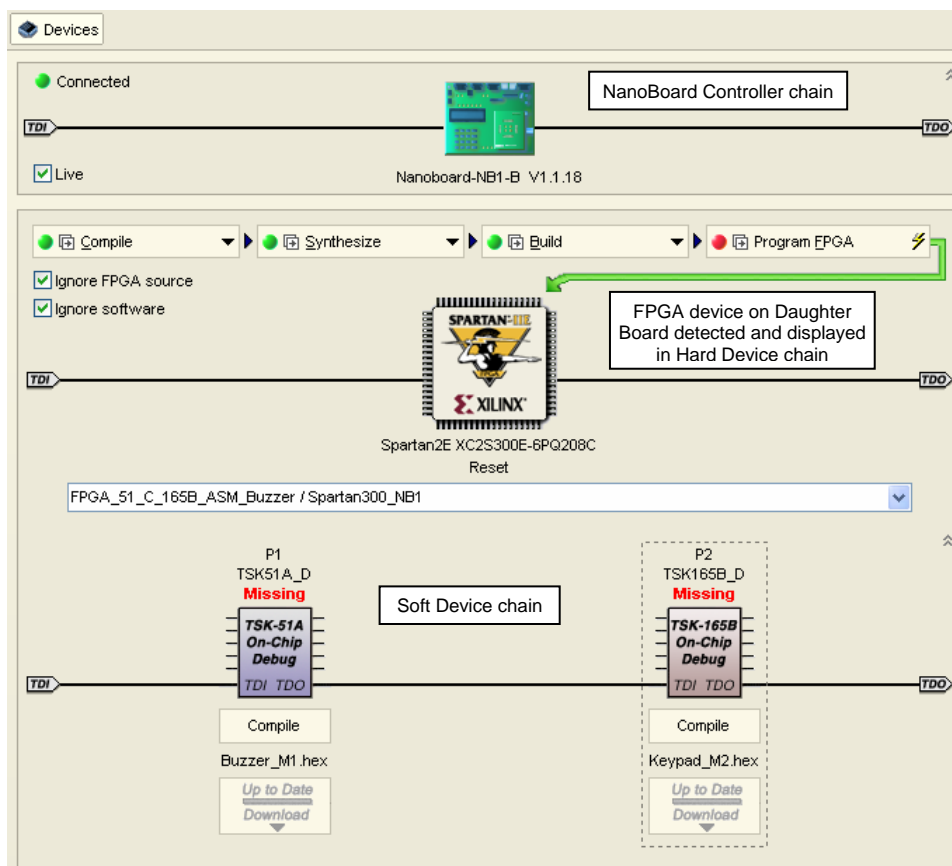 Devices
Connected
NanoBoard Controller chain
TDI
TDO
Live
Nanoboard-NB1-B V1.1.18
Compile
Synthesize
Build
Program FPGA
Ignore FPGA source
Ignore software
SPARTAN-IIE
FPGA
XILINX
FPGA device on Daughter
Board detected and displayed
in Hard Device chain
TDI
TDO
Spartan2E XC2S300E-6PQ208C
Reset
FPGA_51_C_165B_ASM_Buzzer / Spartan300_NB1
P1
TSK51A_D
Missing
TSK-51A
On-Chip
Debug
TDI TDO
Soft Device chain
P2
TSK165B_D
Missing
TSK-165B
On-Chip
Debug
TDI TDO
TDI
TDO
Compile
Buzzer_M1.hex
Up to Date
Download
Compile
Keypad_M2.hex
Up to Date
Download